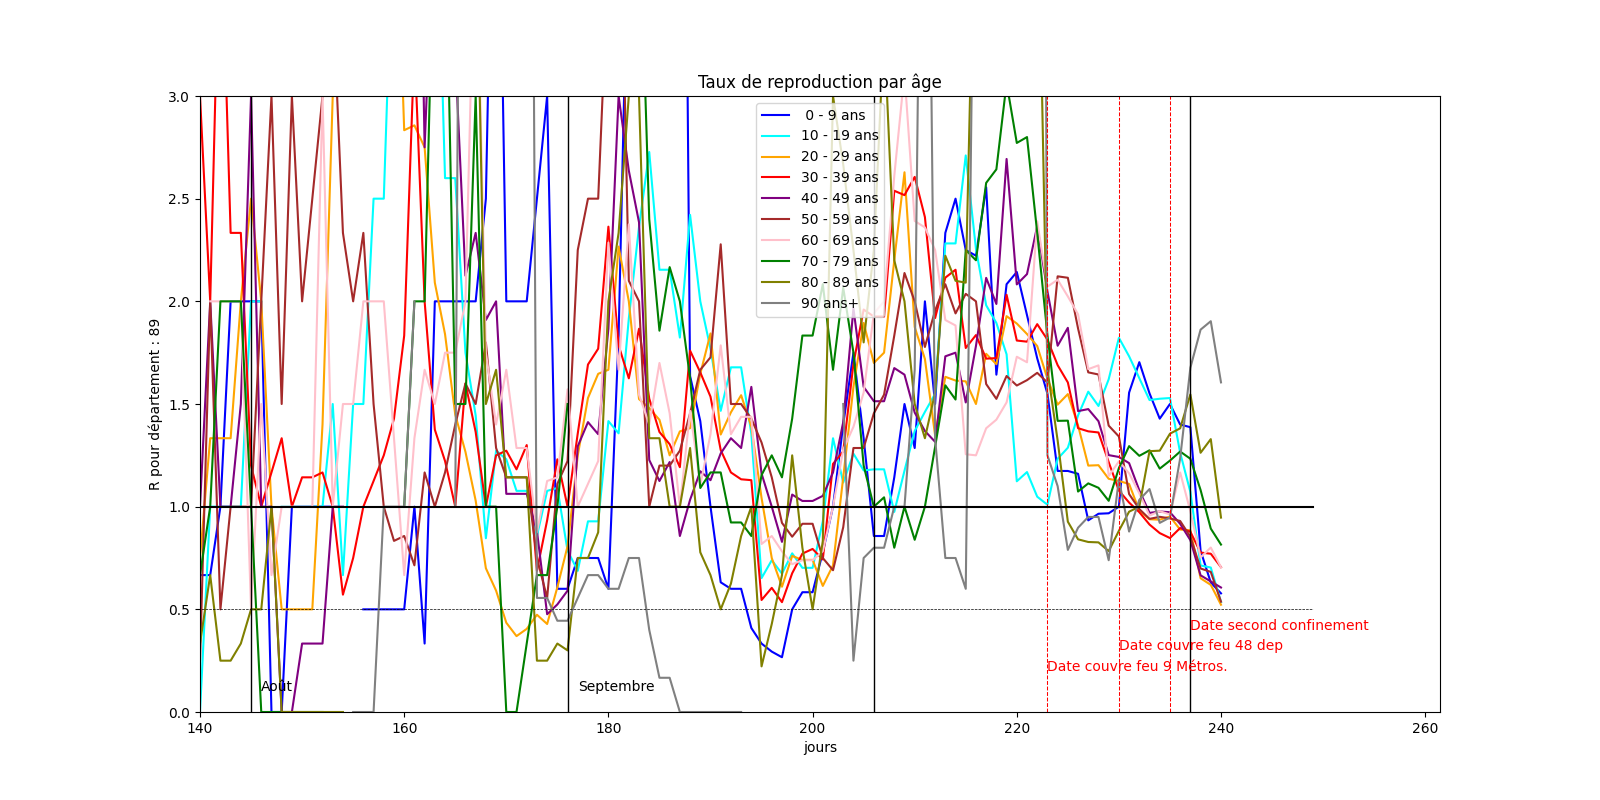 Taux de reproduction par âge
R pour département : 89
3.0
2.5
2.0
1.5
1.0
0.5
0.0
0 - 9 ans
10 - 19 ans
20 - 29 ans
30 - 39 ans
40 - 49 ans
50 - 59 ans
60 - 69 ans
70 - 79 ans
80 - 89 ans
90 ans+
Date second confinement
Date couvre feu 48 dep
Date couvre feu 9 Métros.
Août
Septembre
140
160
180
200
220
240
260
jours